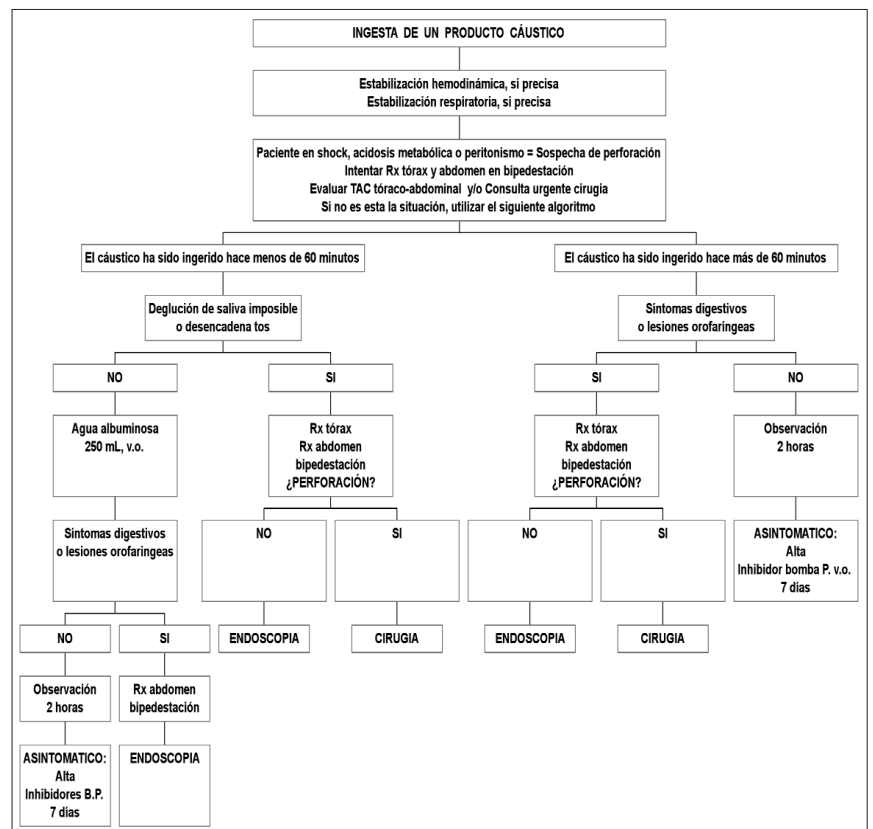 INGESTA DE UN PRODUCTO CÁUSTICO
Estabilización hemodinámica, si precisa
Estabilización respiratoria, si precisa
Paciente en shock, acidosis metabólica o peritonismo = Sospecha de perforación
Intentar Rx tórax y abdomen en bipedestación
Evaluar TAC tóraco-abdominal y/o Consulta urgente cirugia
Si no es esta la situación, utilizar el siguiente algoritmo
El cáustico ha sido ingerido hace menos de 60 minutos
El cáustico ha sido ingerido hace más de 60 minutos
Deglución de saliva imposible
o desencadena tos
Síntomas digestivos
o lesiones orofaríngeas
NO
SI
SI
NO
Agua albuminosa
250 mL, v.o.
Rx tórax
Rx abdomen
bipedestación
¿PERFORACIÓN?
Rx tórax
Rx abdomen
bipedestación
¿PERFORACIÓN?
Observación
2 horas
Síntomas digestivos
o lesiones orofaringeas
NO
SI
NO
SI
ASINTOMATICO:
Alta
Inhibidor bomba P. v.o.
7 días
NO
SI
ENDOSCOPIA
CIRUGIA
ENDOSCOPIA
CIRUGIA
Observación
2 horas
Rx abdomen
bipedestación
ASINTOMATICO:
Alta
Inhibidores B.P.
7 días
ENDOSCOPIA